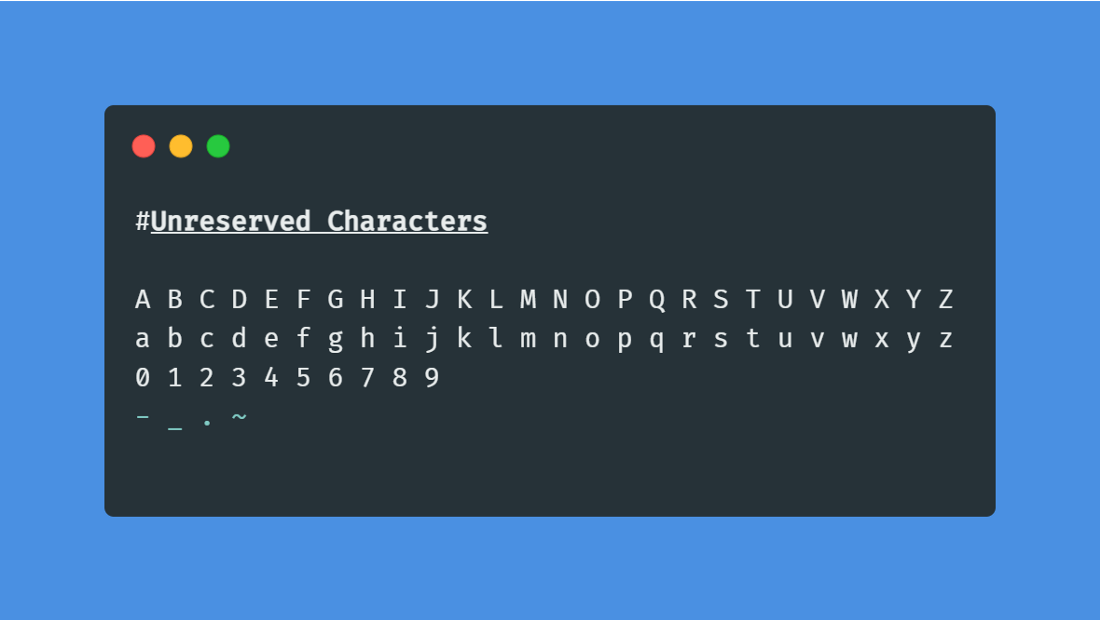 #Unreserved Characters
A B C D E F G H I J K L M N O P Q R S T U V W X Y Z
a b c d e f g h i j k l m n o p q r s t u v w x y z
0 1 2 3 4 5 6 7 8 9
- _ . ~